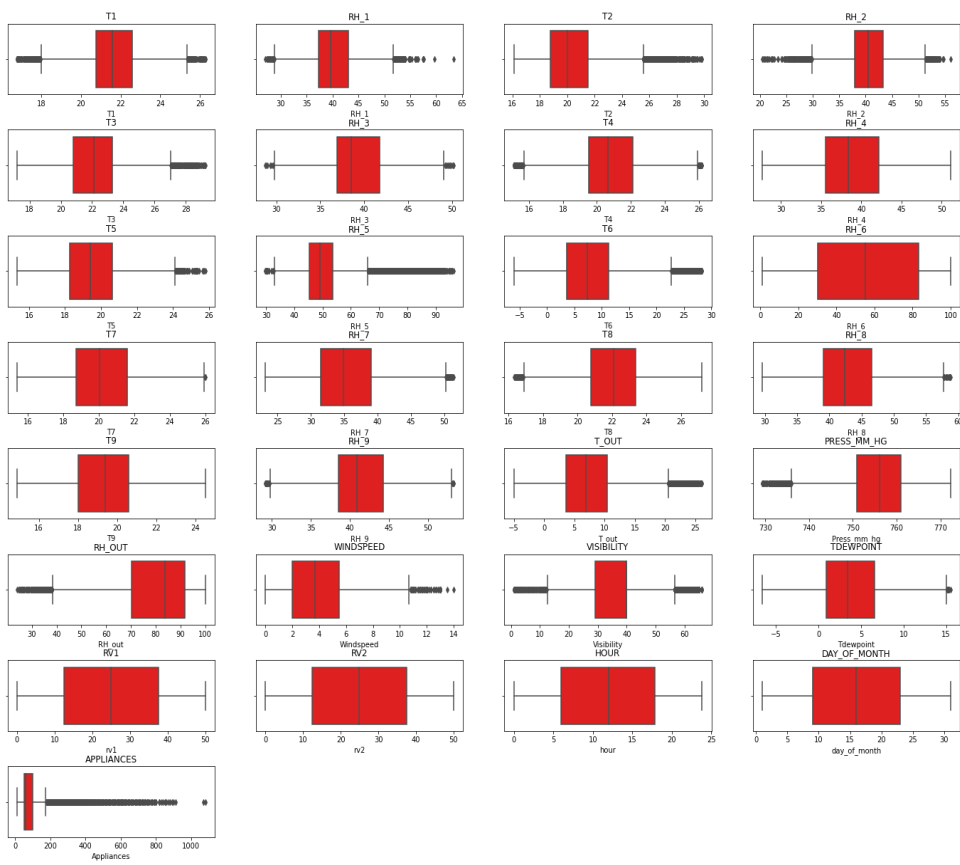 T1 RH_1 T2 RH_2
18 20 22 24 26 30 35 40 45 50 55 60 65 16 18 20 22 24 26 28 30 20 25 30 35 40 45 50 55
T1 RH_1 T2 RH_2
T3 RH_3 T4 RH_4
18 20 22 24 26 28 30 35 40 45 50 16 18 20 22 24 26 30 35 40 45 50
T3 RH_3 T4 RH_4
T5 RH_5 T6 RH_6
16 18 20 22 24 26 30 40 50 60 70 80 90 -5 0 5 10 15 20 25 30 0 20 40 60 80 100
T5 RH_5 T6 RH_6
T7 RH_7 T8 RH_8
16 18 20 22 24 26 25 30 35 40 45 50 16 18 20 22 24 26 30 35 40 45 50 55 60
T7 RH_7 T8 RH_8
T9 RH_9 T_OUT PRESS_MM_HG
16 18 20 22 24 30 35 40 45 50 -5 0 5 10 15 20 25 730 740 750 760 770
T9 RH_9 T_out Press_mm_hg
RH_OUT WINDSPEED VISIBILITY TDEWPOINT
30 40 50 60 70 80 90 100 0 2 4 6 8 10 12 14 0 10 20 30 40 50 60 -5 0 5 10 15
RH_out Windspeed Visibility Tdewpoint
RV1 RV2 HOUR DAY_OF_MONTH
0 10 20 30 40 50 0 10 20 30 40 50 0 5 10 15 20 25 0 5 10 15 20 25 30
rv1 rv2 hour day_of_month
APPLIANCES
0 200 400 600 800 1000
Appliances